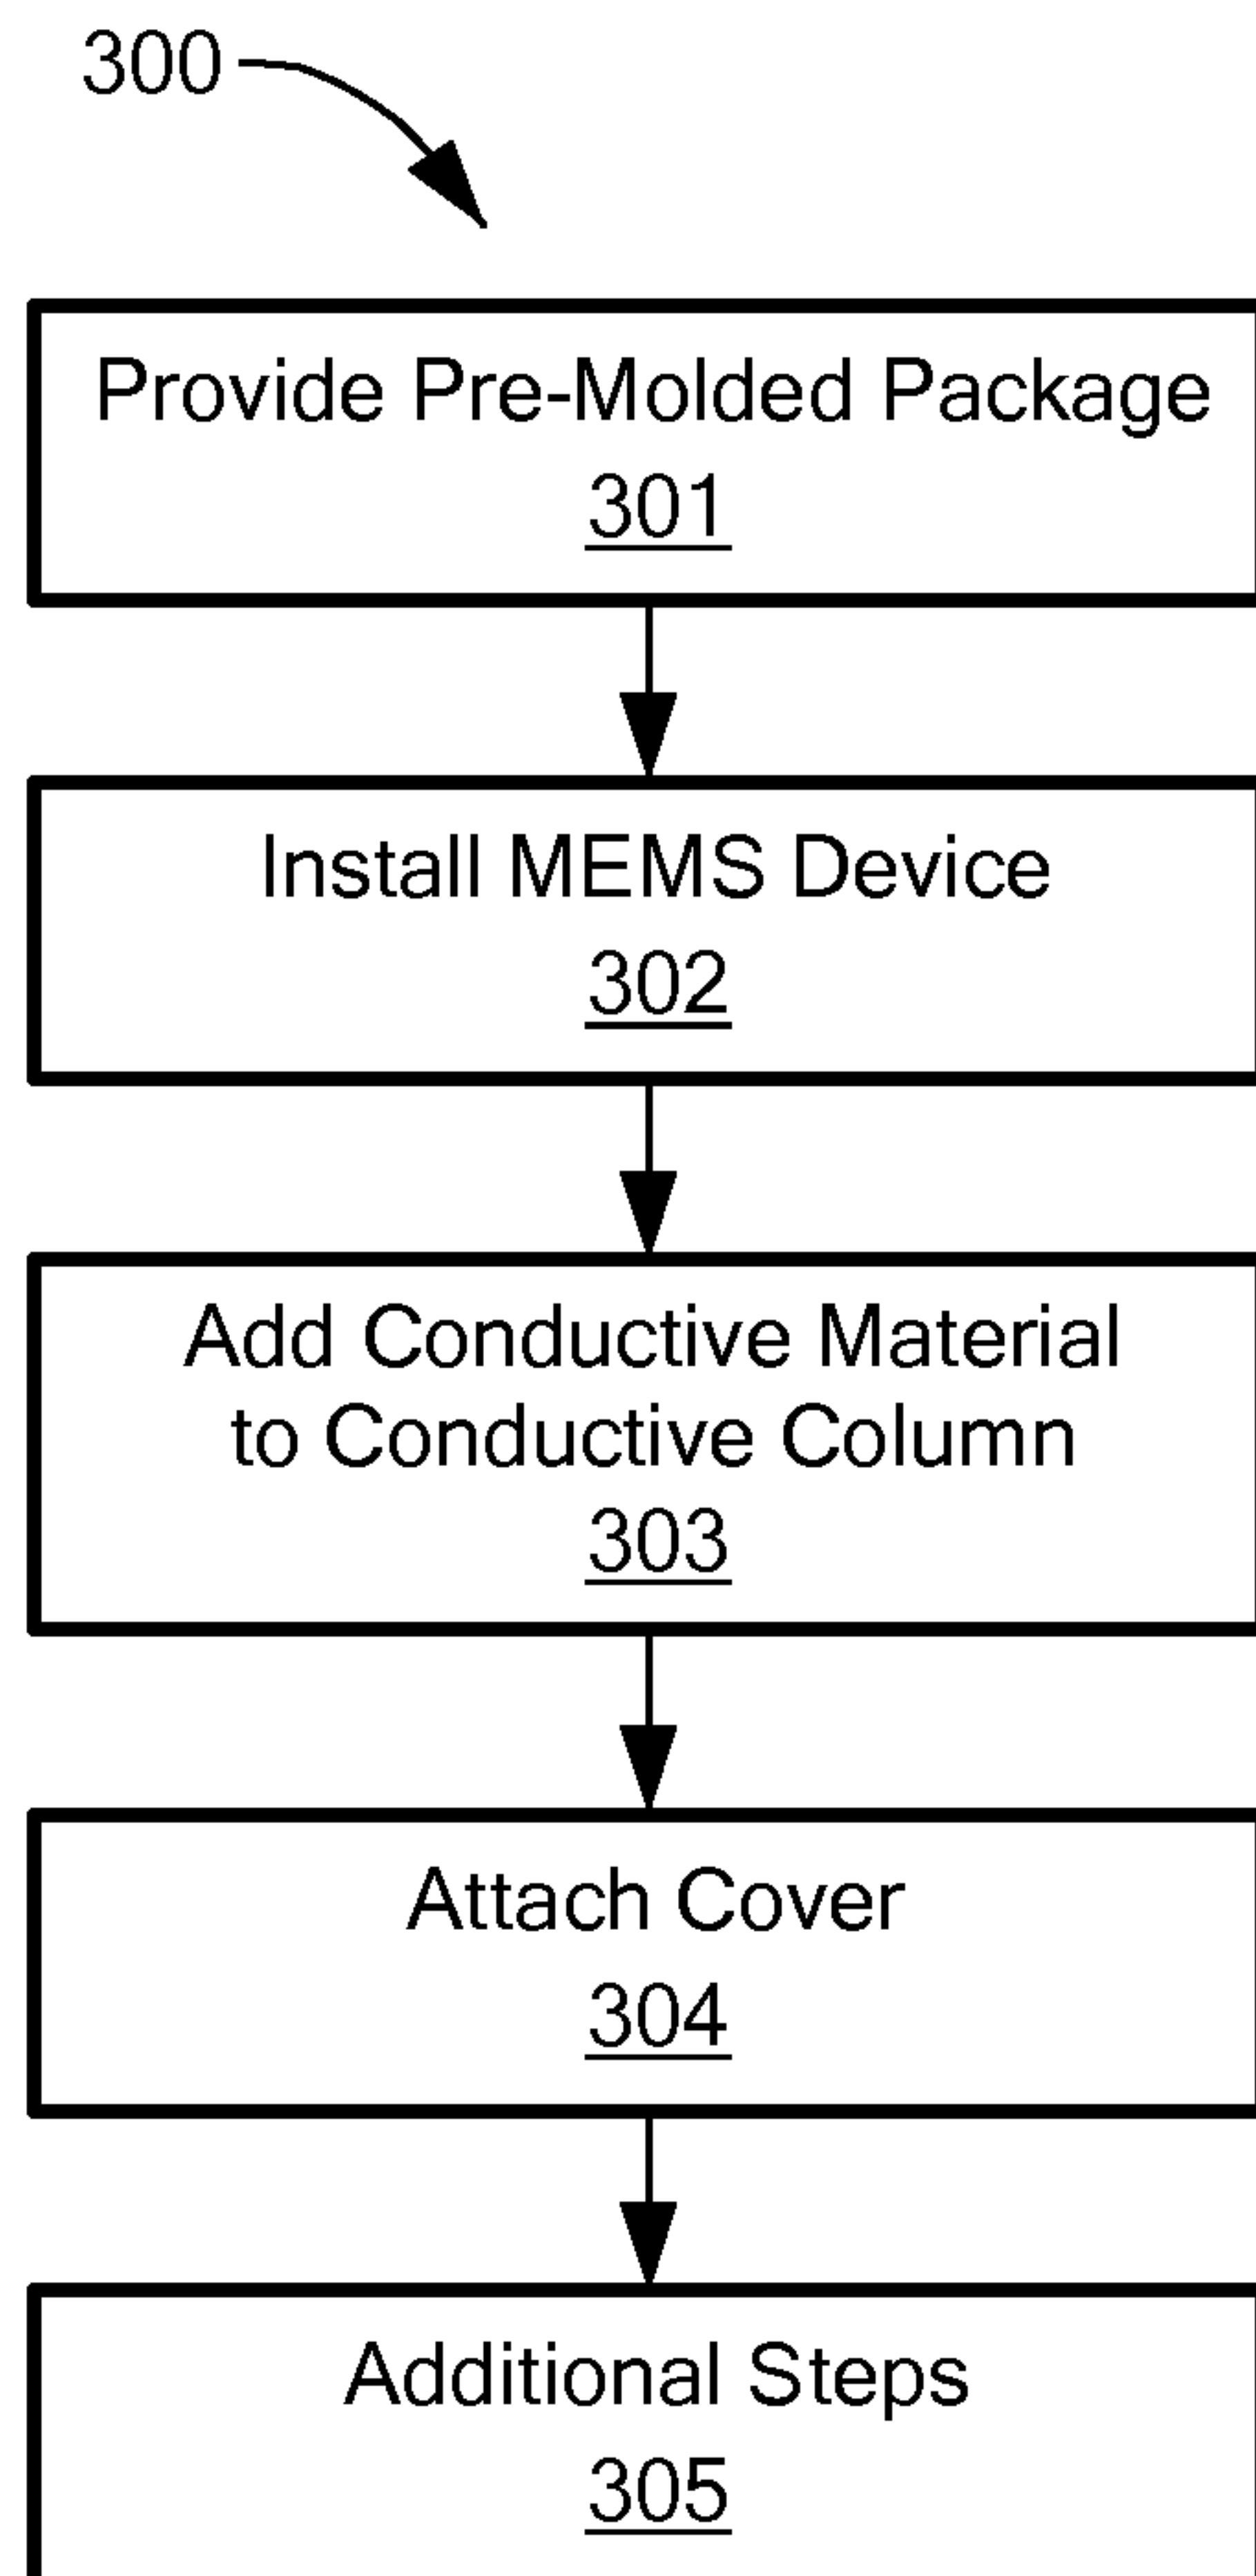 300
Provide Pre-Molded Package
301
Install MEMS Device
302
Add Conductive Material
to Conductive Column
303
Attach Cover
304
Additional Steps
305